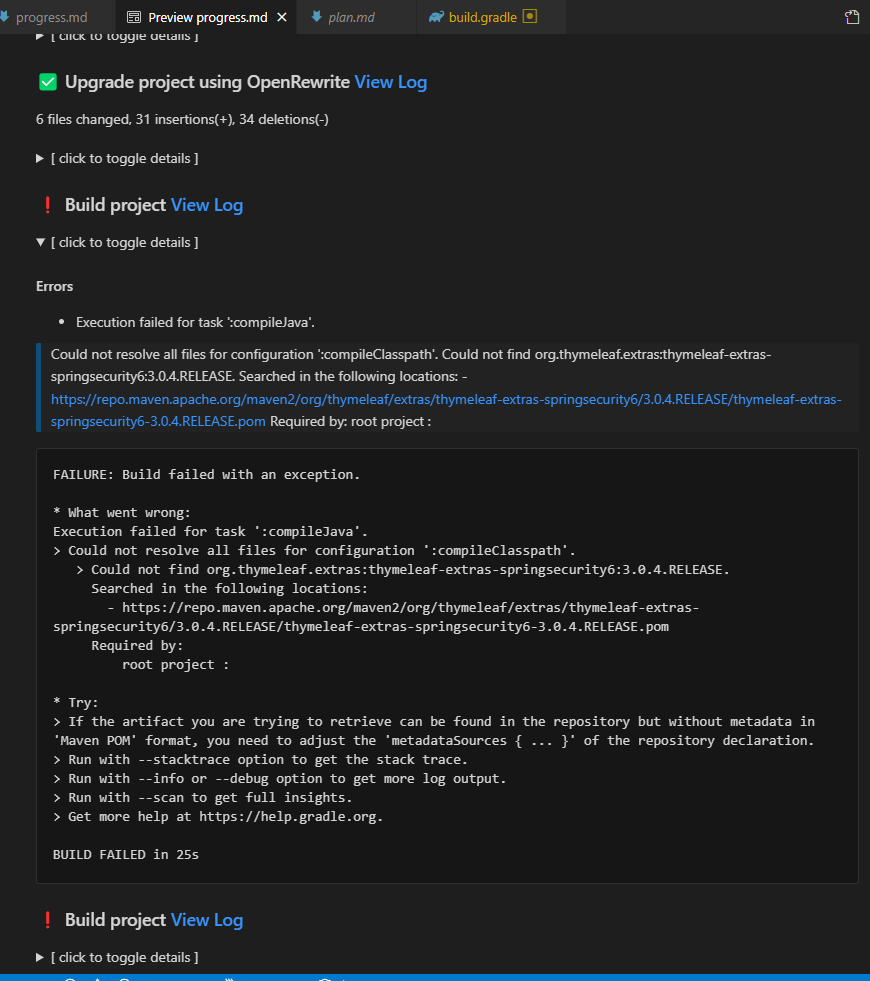 progress.md
Preview progress.md
plan.md
build.gradle
[ click to toggle details ]
Upgrade project using OpenRewrite View Log
6 files changed, 31 insertions(+), 34 deletions(-)
[ click to toggle details ]
Build project View Log
[ click to toggle details ]
Errors
Execution failed for task ':compileJava'.
Could not resolve all files for configuration ':compileClasspath'. Could not find org.thymeleaf.extras:thymeleaf-extras-
springsecurity6:3.0.4.RELEASE. Searched in the following locations: -
https://repo.maven.apache.org/maven2/org/thymeleaf/extras/thymeleaf-extras-springsecurity6/3.0.4.RELEASE/thymeleaf-extras-
springsecurity6-3.0.4.RELEASE.pom Required by: root project :
FAILURE: Build failed with an exception.
* What went wrong:
Execution failed for task ':compileJava'.
> Could not resolve all files for configuration ':compileClasspath'.
> Could not find org.thymeleaf.extras:thymeleaf-extras-springsecurity6:3.0.4.RELEASE.
Searched in the following locations:
- https://repo.maven.apache.org/maven2/org/thymeleaf/extras/thymeleaf-extras-
springsecurity6/3.0.4.RELEASE/thymeleaf-extras-springsecurity6-3.0.4.RELEASE.pom
Required by:
root project :
* Try:
> If the artifact you are trying to retrieve can be found in the repository but without metadata in
'Maven POM' format, you need to adjust the 'metadataSources { ... }' of the repository declaration.
> Run with --stacktrace option to get the stack trace.
> Run with --info or --debug option to get more log output.
> Run with --scan to get full insights.
> Get more help at https://help.gradle.org.
BUILD FAILED in 25s
Build project View Log
[ click to toggle details ]